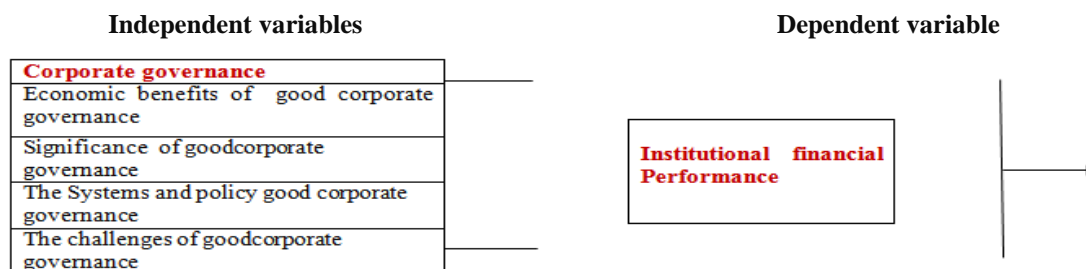 Independent variables
Dependent variable
Corporate governance
Economic benefits of good corporate
governance
Significance of goodcorporate
governance
The Systems and policy good corporate
governance
The challenges of goodcorporate
governance
Institutional financial
Performance